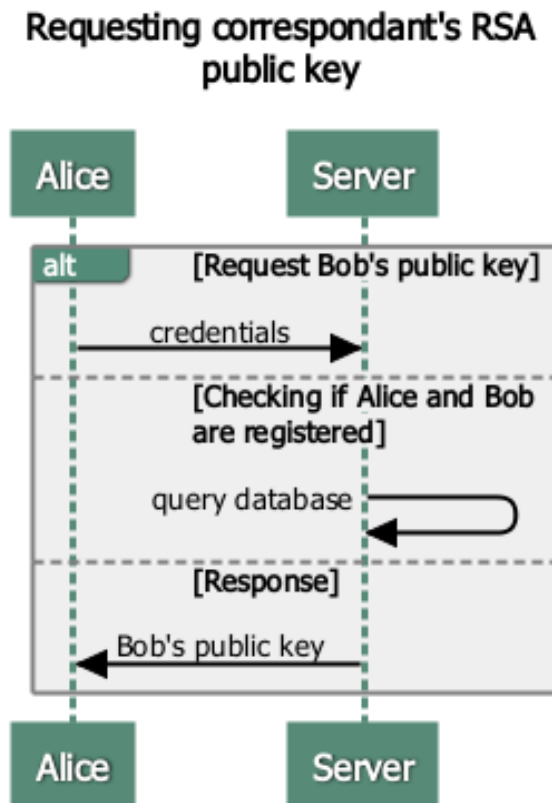 Requesting correspondant's RSA
public key
Alice
Server
alt
[Request Bob's public key]
credentials
[Checking if Alice and Bob
are registered]
query database
[Response]
Bob's public key
Alice
Server